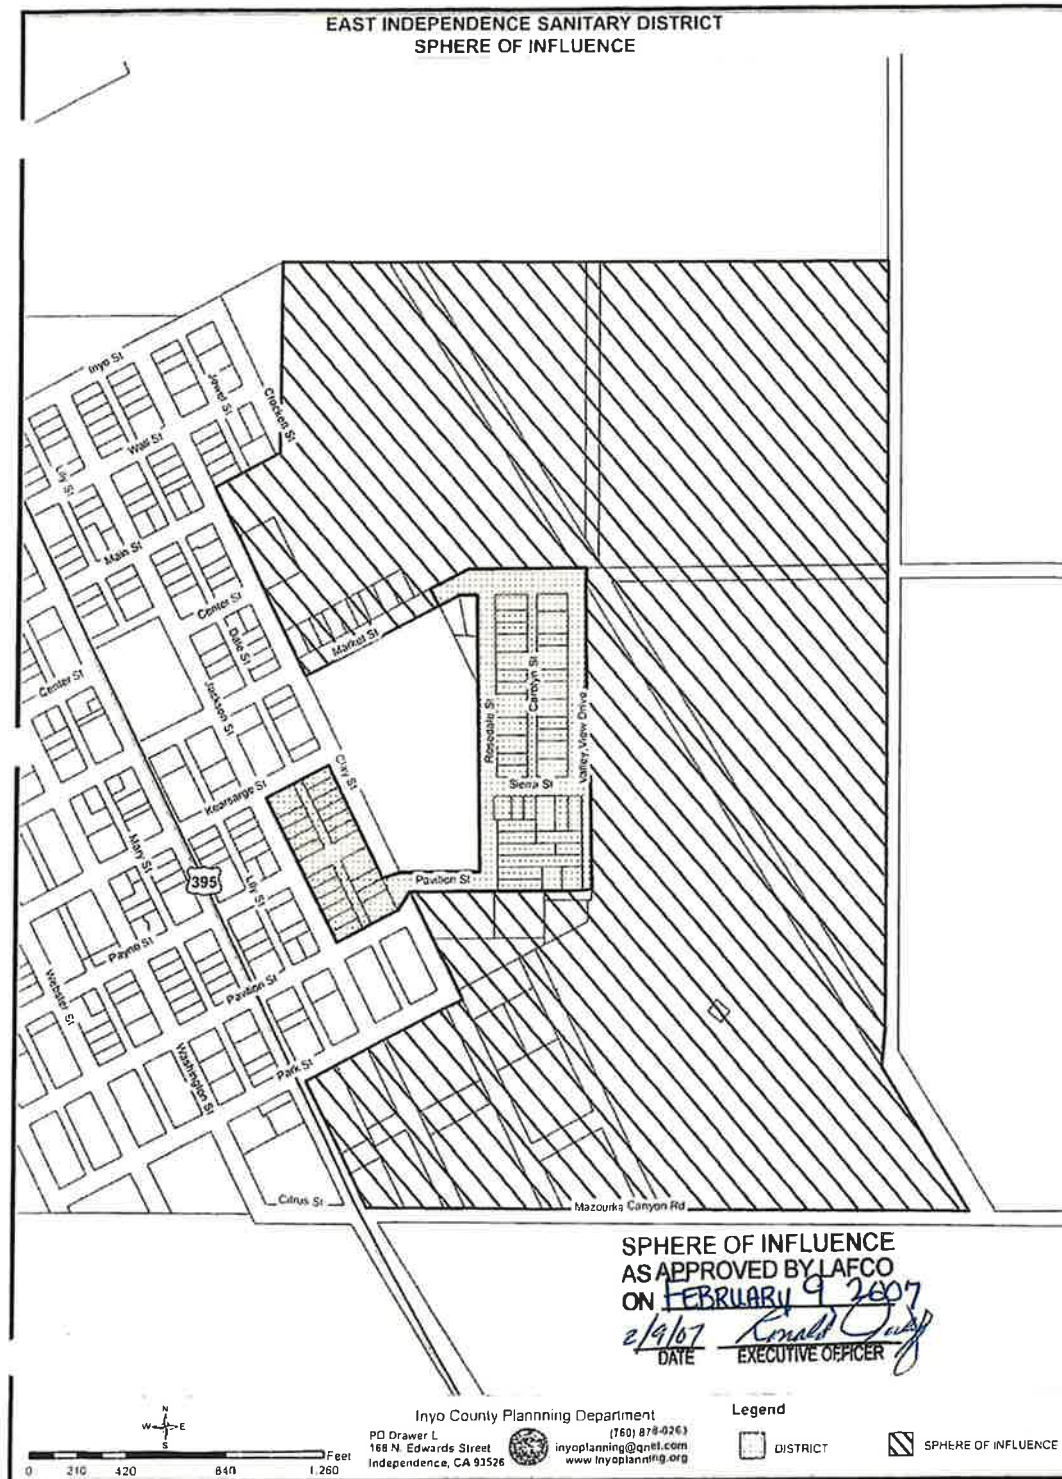 EAST INDEPENDENCE SANITARY DISTRICT
SPHERE OF INFLUENCE
Inyo St
Jewel St
Crockett St
Wall St
Lily St
Main St
Center St
Dale St
Market St
Center St
Jackson St
Rosedale St
Carolyn St
Valley View Drive
Clay St
Sierra St
Kearsarge St
Mary St
395
Lily St
Pavilion St
Payne St
Webster St
Pavilion St
Washington St
Park St
Citrus St
Mazourka Canyon Rd
SPHERE OF INFLUENCE
AS APPROVED BY LAFCO
ON FEBRUARY 9 2007
2/9/07
DATE EXECUTIVE OFFICER
N
W E
S
Feet
0 210 420 840 1,260
Inyo County Plannning Department
PO Drawer L
168 N. Edwards Street
Independence, CA 93526
(760) 878-0263
inyoplanning@qnet.com
www.inyoplanning.org
Legend
DISTRICT
SPHERE OF INFLUENCE